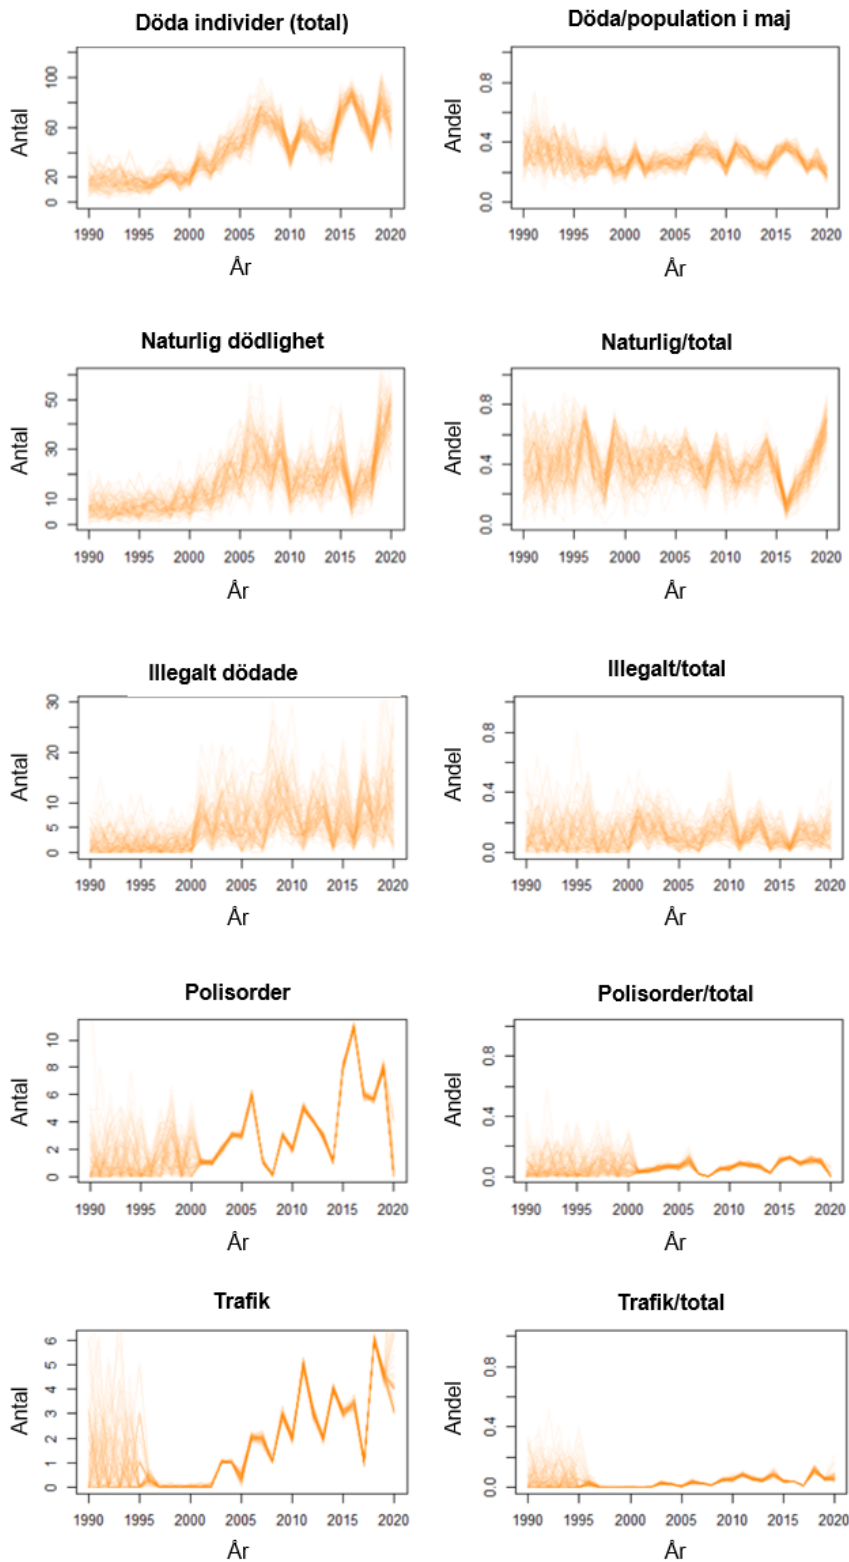 Döda individer (total)
Döda/population i maj
Antal
0 20 60 100
1990 1995 2000 2005 2010 2015 2020
År
Andel
0.0 0.4 0.8
1990 1995 2000 2005 2010 2015 2020
År
Naturlig dödlighet
Naturlig/total
Antal
0 10 30 50
1990 1995 2000 2005 2010 2015 2020
År
Andel
0.0 0.4 0.8
1990 1995 2000 2005 2010 2015 2020
År
Illegalt dödade
Illegalt/total
Antal
0 5 10 20 30
1990 1995 2000 2005 2010 2015 2020
År
Andel
0.0 0.4 0.8
1990 1995 2000 2005 2010 2015 2020
År
Polisorder
Polisorder/total
Antal
0 2 4 6 8 10
1990 1995 2000 2005 2010 2015 2020
År
Andel
0.0 0.4 0.8
1990 1995 2000 2005 2010 2015 2020
År
Trafik
Trafik/total
Antal
0 1 2 3 4 5 6
1990 1995 2000 2005 2010 2015 2020
År
Andel
0.0 0.4 0.8
1990 1995 2000 2005 2010 2015 2020
År